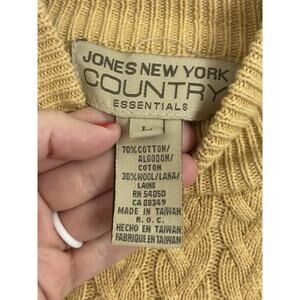 JONES NEW YORK
COUNTRY
ESSENTIALS
L
70% COTTON/
ALGODON/
COTON
30% WOOL/LANA/
LAINE
RN 54050
CA 08349
MADE IN TAIWAN
R.O.C.
HECHO EN TAIWAN
FABRIQUE EN TAIWAN